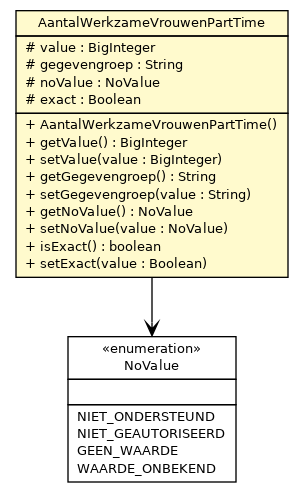 AantalWerkzameVrouwenPartTime
# value : BigInteger
# gegevengroep : String
# noValue : NoValue
# exact : Boolean
+ AantalWerkzameVrouwenPartTime()
+ getValue() : BigInteger
+ setValue(value : BigInteger)
+ getGegevengroep() : String
+ setGegevengroep(value : String)
+ getNoValue() : NoValue
+ setNoValue(value : NoValue)
+ isExact() : boolean
+ setExact(value : Boolean)
«enumeration»
NoValue
NIET_ONDERSTEUND
NIET_GEAUTORISEERD
GEEN_WAARDE
WAARDE_ONBEKEND